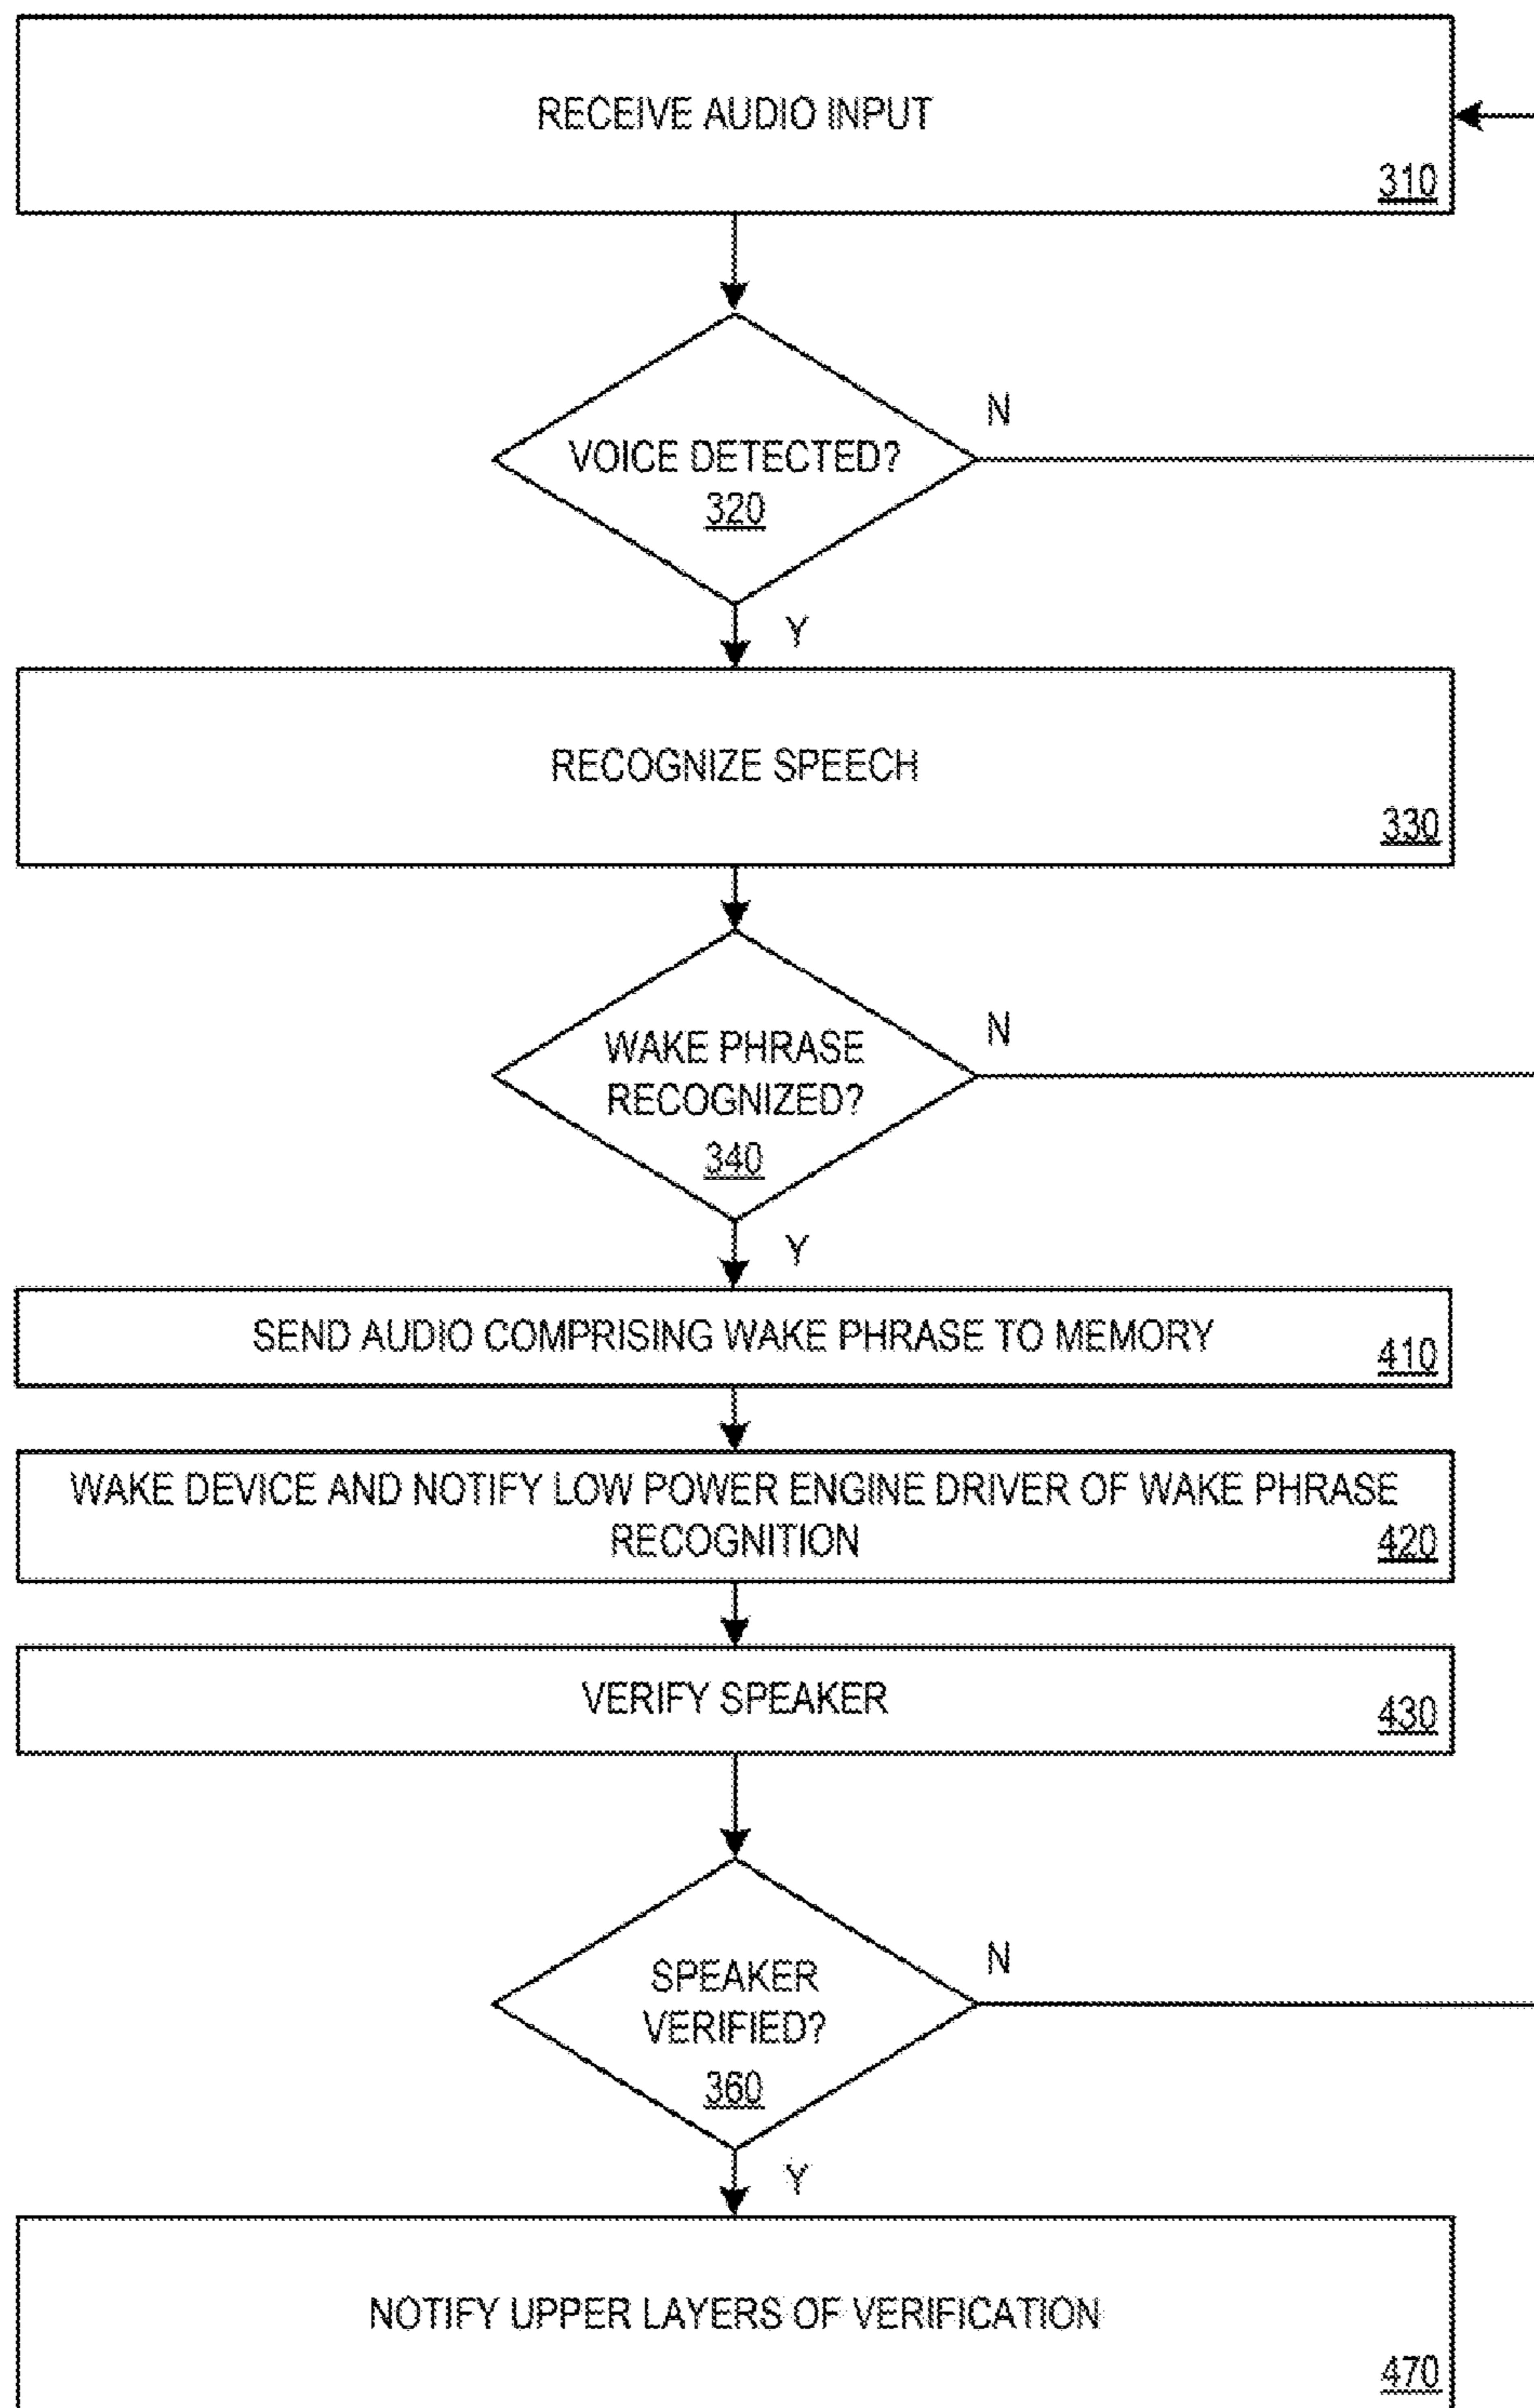 RECEIVE AUDIO INPUT
310
N
VOICE DETECTED?
320
Y
RECOGNIZE SPEECH
330
N
WAKE PHRASE
RECOGNIZED?
340
Y
SEND AUDIO COMPRISING WAKE PHRASE TO MEMORY
410
WAKE DEVICE AND NOTIFY LOW POWER ENGINE DRIVER OF WAKE PHRASE
RECOGNITION
420
VERIFY SPEAKER
430
N
SPEAKER
VERIFIED?
360
Y
NOTIFY UPPER LAYERS OF VERIFICATION
470